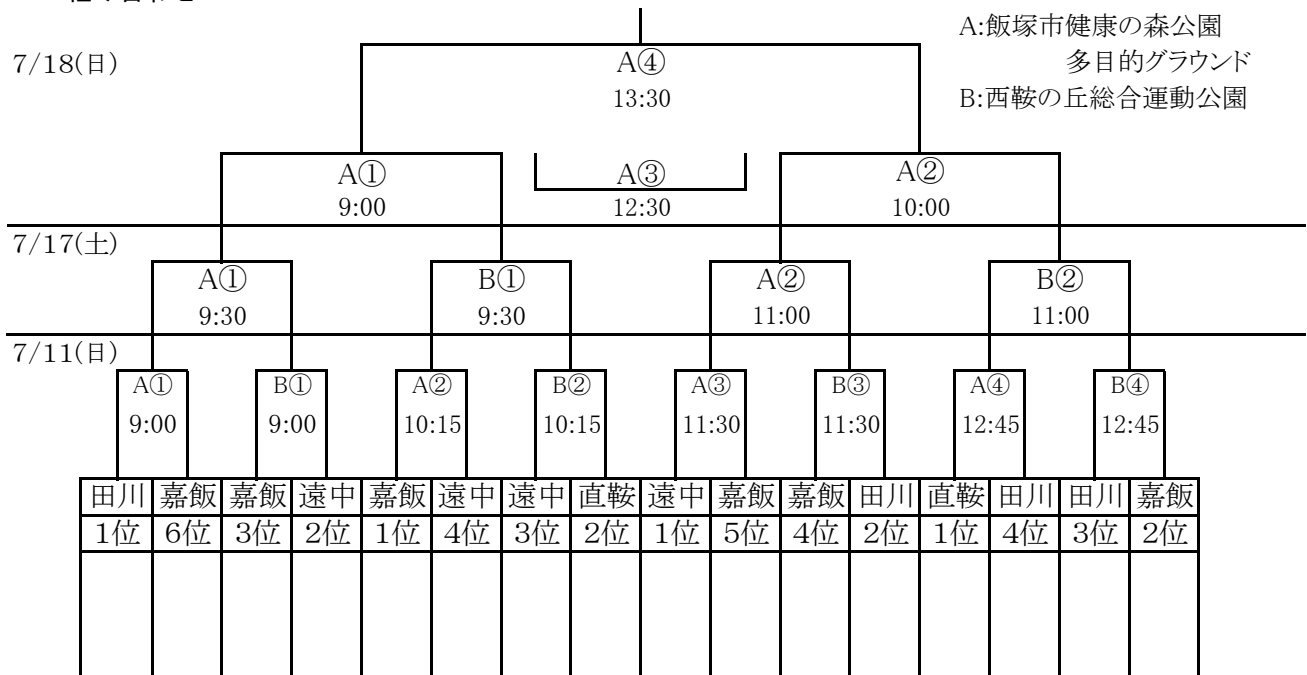 A:飯塚市健康の森公園
多目的グラウンド
B:西鞍の丘総合運動公園
7/18(日)
A④
13:30
A① A③ A②
9:00 12:30 10:00
7/17(土)
A① B① A② B②
9:30 9:30 11:00 11:00
7/11(日)
A① B① A② B② A③ B③ A④ B④
9:00 9:00 10:15 10:15 11:30 11:30 12:45 12:45
田川 嘉飯 嘉飯 遠中 嘉飯 遠中 遠中 直鞍 遠中 嘉飯 嘉飯 田川 直鞍 田川 田川 嘉飯
1位 6位 3位 2位 1位 4位 3位 2位 1位 5位 4位 2位 1位 4位 3位 2位